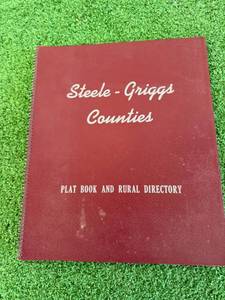 Steele - Griggs
Counties
PLAT BOOK AND RURAL DIRECTORY